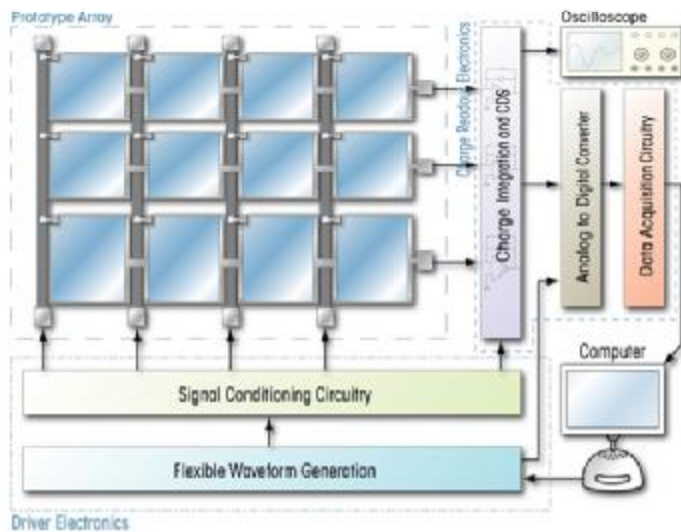 Prototype Array
Oscilloscope
Charge Readout Electronics
Charge Integration and CDS
Analog to Digital Converter
Data Acquisition Circuitry
Computer
Signal Conditioning Circuitry
Flexible Waveform Generation
Driver Electronics